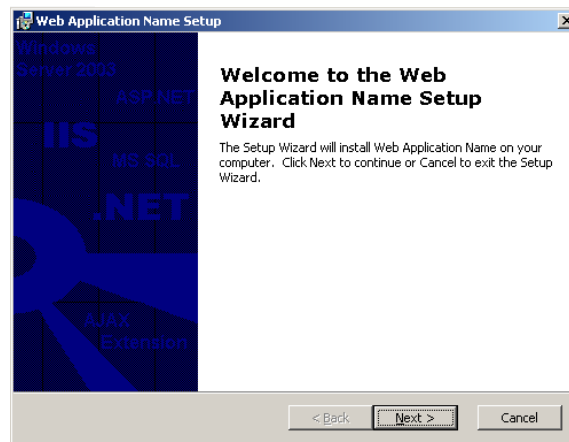 Web Application Name Setup
Windows
Server 2003
ASP.NET
IIS
MS SQL
.NET
AJAX
Extension
Welcome to the Web
Application Name Setup
Wizard
The Setup Wizard will install Web Application Name on your
computer. Click Next to continue or Cancel to exit the Setup
Wizard.
< Back
Next >
Cancel